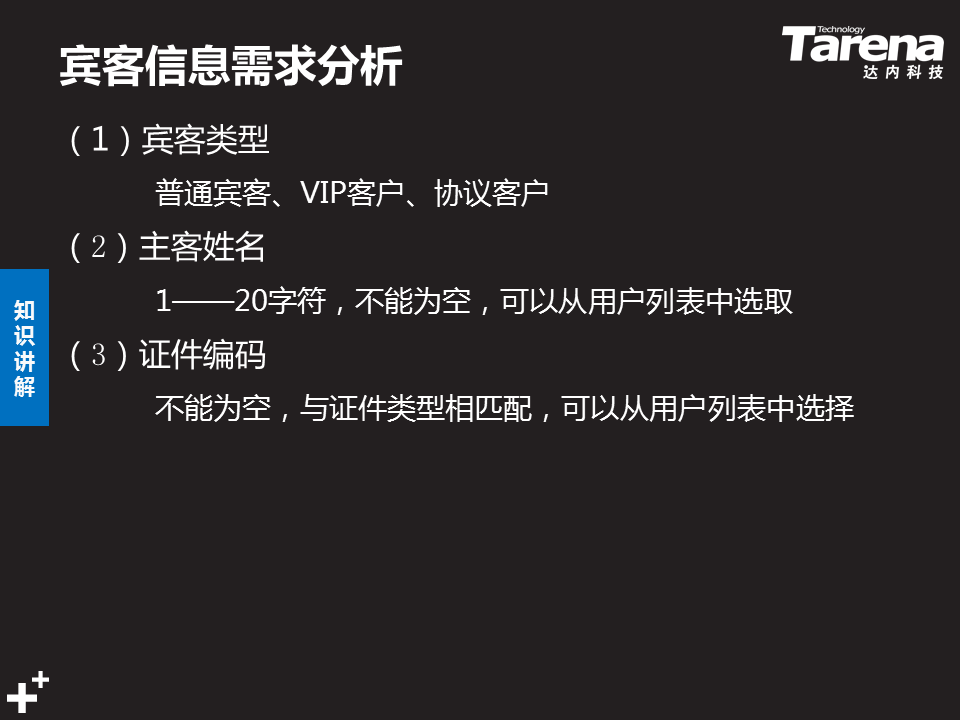 宾客信息需求分析
Technology
Tarena
达内科技
（1）宾客类型
普通宾客、VIP客户、协议客户
（2）主客姓名
1——20字符，不能为空，可以从用户列表中选取
（3）证件编码
不能为空，与证件类型相匹配，可以从用户列表中选择
知识讲解